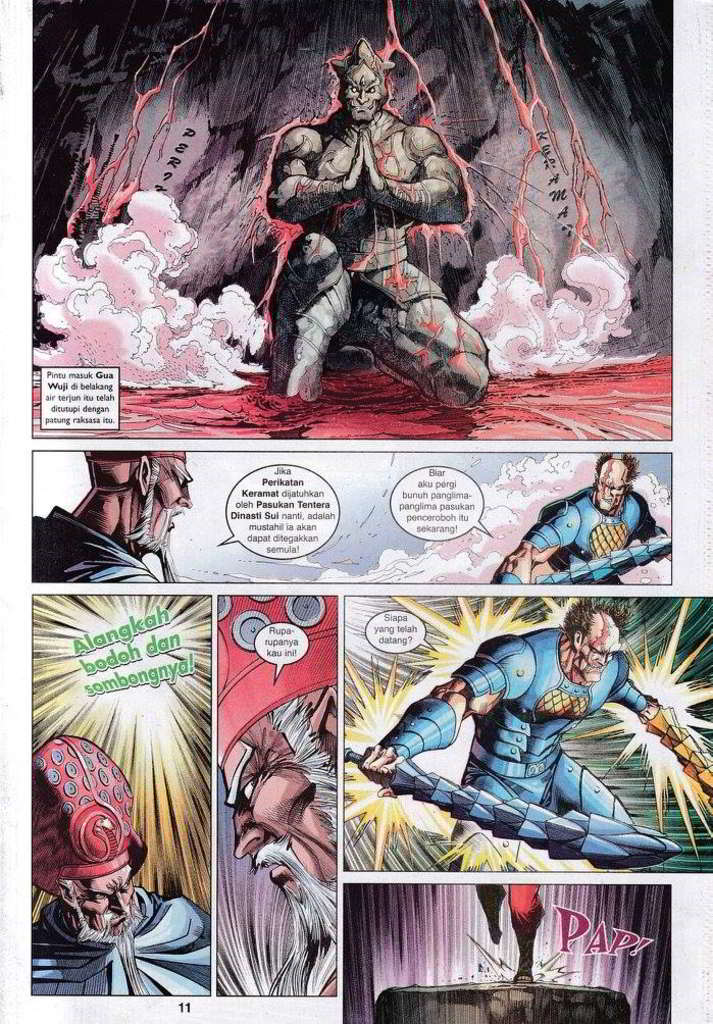 Pintu masuk Gua
Wuji di belakang
air terjun itu telah
ditutupi dengan
patung raksasa itu.
Jika
Perikatan
Keramat dijatuhkan
oleh Pasukan Tentera
Dinasti Sui nanti, adalah
mustahil ia akan
dapat ditegakkan
semula!
Biar
aku pergi
bunuh panglima-
panglima pasukan
penceroboh itu
sekarang!
Alangkah
bodoh dan
sombongnya!
Rupa-
rupanya
kau ini!
Siapa
yang telah
datang?
PAP!
11